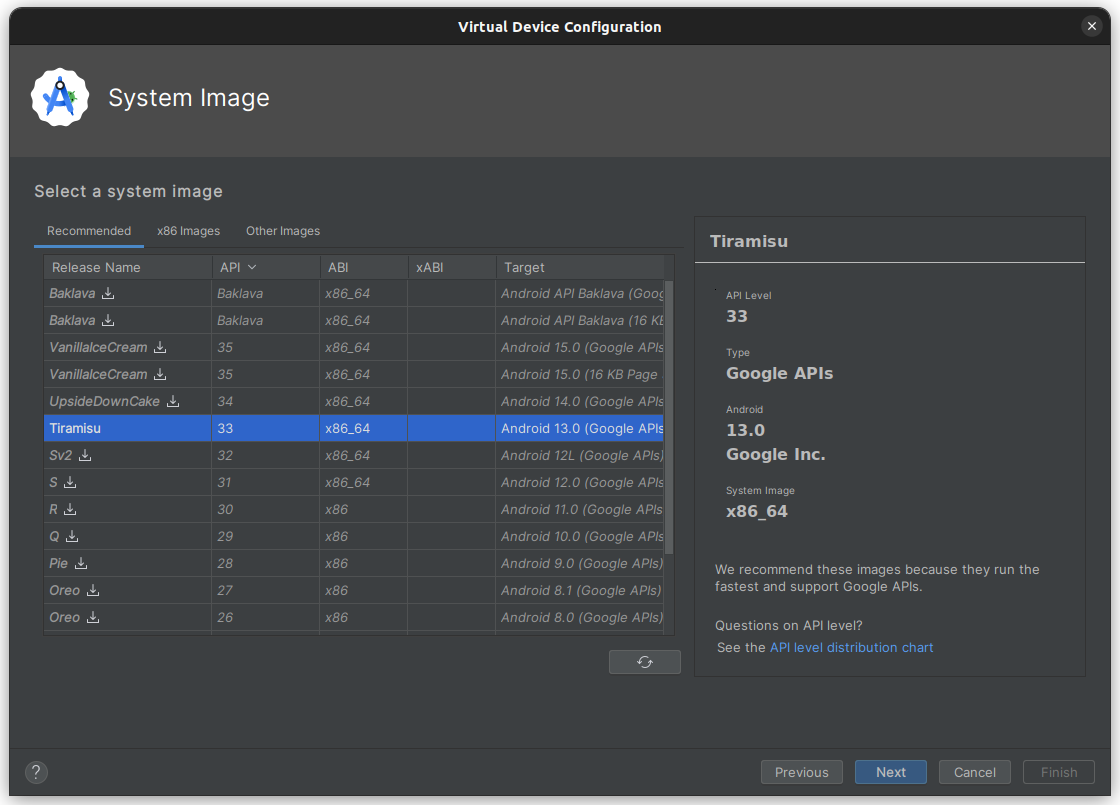 Virtual Device Configuration
System Image
Select a system image
Recommended x86 Images Other Images
Release Name API ABI xABI Target
Baklava Baklava x86_64 Android API Baklava (Goog
Baklava Baklava x86_64 Android API Baklava (16 KB
VanillaIceCream 35 x86_64 Android 15.0 (Google APIs
VanillaIceCream 35 x86_64 Android 15.0 (16 KB Page
UpsideDownCake 34 x86_64 Android 14.0 (Google APIs
Tiramisu 33 x86_64 Android 13.0 (Google APIs
Sv2 32 x86_64 Android 12L (Google APIs)
S 31 x86_64 Android 12.0 (Google APIs
R 30 x86 Android 11.0 (Google APIs
Q 29 x86 Android 10.0 (Google APIs
Pie 28 x86 Android 9.0 (Google APIs)
Oreo 27 x86 Android 8.1 (Google APIs)
Oreo 26 x86 Android 8.0 (Google APIs)
Tiramisu
API Level
33
Type
Google APIs
Android
13.0
Google Inc.
System Image
x86_64
We recommend these images because they run the
fastest and support Google APIs.
Questions on API level?
See the API level distribution chart
? Previous Next Cancel Finish